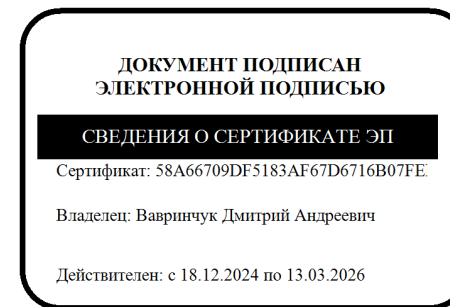 ДОКУМЕНТ ПОДПИСАН
ЭЛЕКТРОННОЙ ПОДПИСЬЮ
СВЕДЕНИЯ О СЕРТИФИКАТЕ ЭП
Сертификат: 58A66709DF5183AF67D6716B07FE
Владелец: Вавринчук Дмитрий Андреевич
Действителен: с 18.12.2024 по 13.03.2026